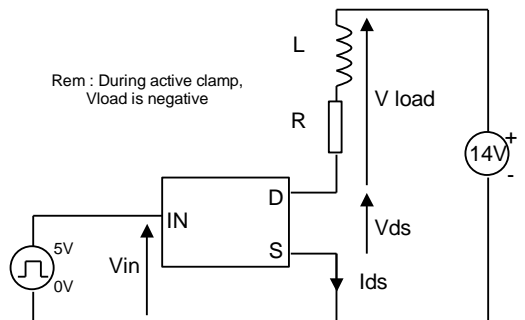 L
Rem : During active clamp,
Vload is negative
V load
R
14V
+
-
D
IN
Vds
S
5V
0V
Vin
Ids